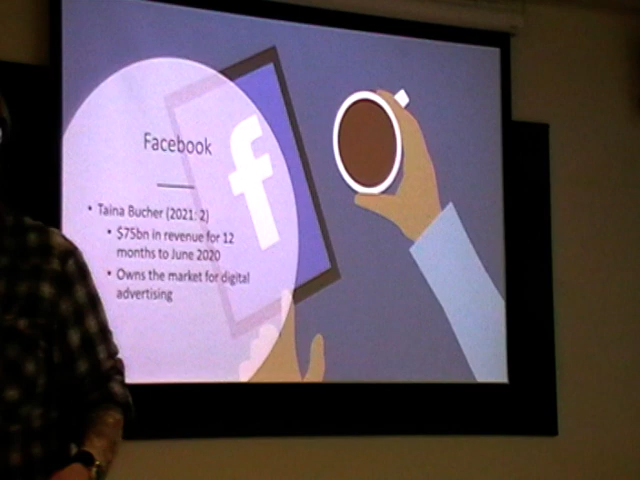 Facebook
f
• Taina Bucher (2021: 2)
• $75bn in revenue for 12
months to June 2020
• Owns the market for digital
advertising